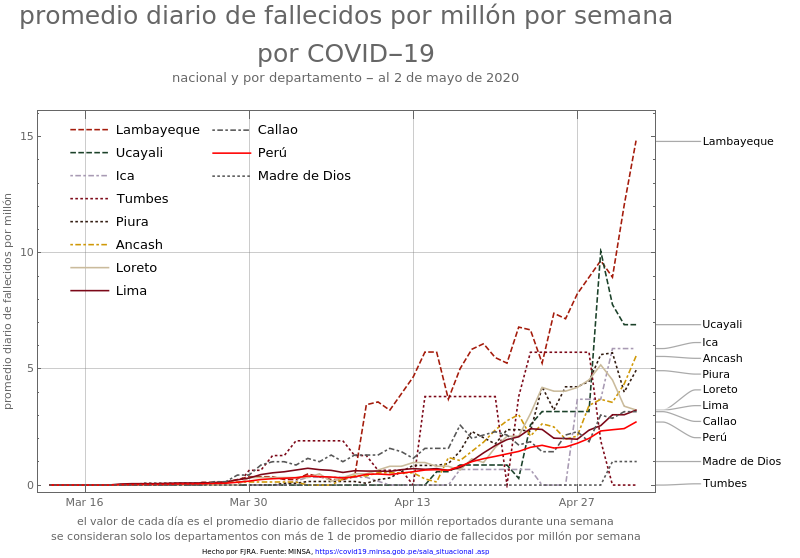 promedio diario de fallecidos por millón por semana
por COVID−19
nacional y por departamento − al 2 de mayo de 2020
promedio diario de fallecidos por millón
15
10
5
0
Lambayeque
Ucayali
Ica
Tumbes
Piura
Ancash
Loreto
Lima
Callao
Perú
Madre de Dios
Lambayeque
Ucayali
Ica
Ancash
Piura
Loreto
Lima
Callao
Perú
Madre de Dios
Tumbes
Mar 16
Mar 30
Apr 13
Apr 27
el valor de cada día es el promedio diario de fallecidos por millón reportados durante una semana
se consideran solo los departamentos con más de 1 de promedio diario de fallecidos por millón por semana
Hecho por FJRA. Fuente: MINSA, https://covid19.minsa.gob.pe/sala_situacional .asp